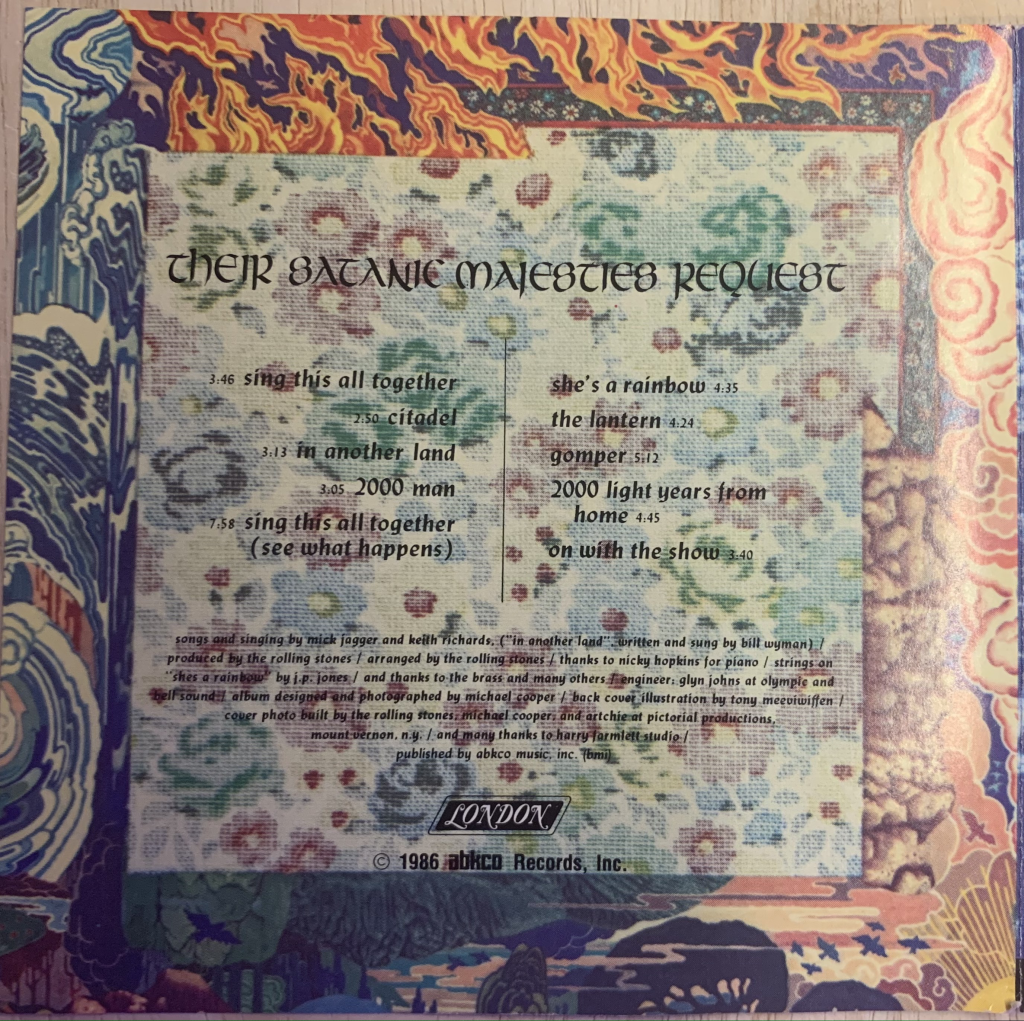 their satanic majesties request
3:46 sing this all together
2:50 citadel
3:13 in another land
3:05 2000 man
7:58 sing this all together
(see what happens)
she's a rainbow 4:35
the lantern 4:24
gomper 5:12
2000 light years from
home 4:45
on with the show 3:40
songs and singing by mick jagger and keith richards, ("in another land" written and sung by bill wyman) /
produced by the rolling stones / arranged by the rolling stones / thanks to nicky hopkins for piano / strings on
"shes a rainbow" by j.p. jones / and thanks to the brass and many others / engineer: glyn johns at olympic and
bell sound / album designed and photographed by michael cooper / back cover illustration by tony meeviwiffen /
cover photo built by the rolling stones, michael cooper, and artchie at pictorial productions,
mount vernon, n.y. / and many thanks to harry farmlett studio /
published by abkco music, inc. (bmi)
LONDON
© 1986 abkco Records, Inc.